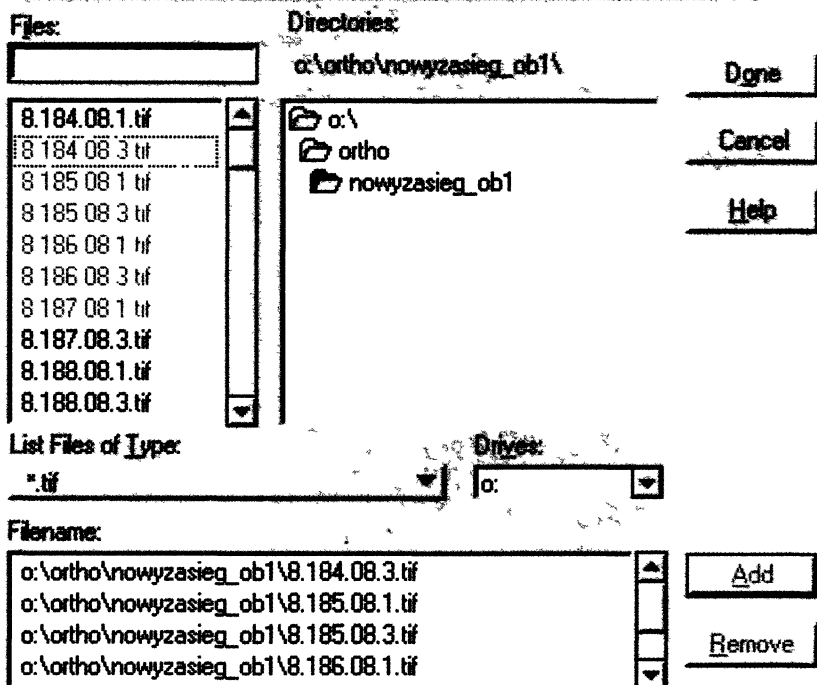 Files:
Directories:
o:\ortho\nowyzasieg_ob1\
Done
8.184.08.1.tif
8 184 08 3 tif
8 185 08 1 tif
8 185 08 3 tif
8 186 08 1 tif
8 186 08 3 tif
8 187 08 1 tif
8.187.08.3.tif
8.188.08.1.tif
8.188.08.3.tif
o:\
ortho
nowyzasieg_ob1
Cancel
Help
List Files of Type:
*.tif
Drives:
o:
Filename:
o:\ortho\nowyzasieg_ob1\8.184.08.3.tif
o:\ortho\nowyzasieg_ob1\8.185.08.1.tif
o:\ortho\nowyzasieg_ob1\8.185.08.3.tif
o:\ortho\nowyzasieg_ob1\8.186.08.1.tif
Add
Remove